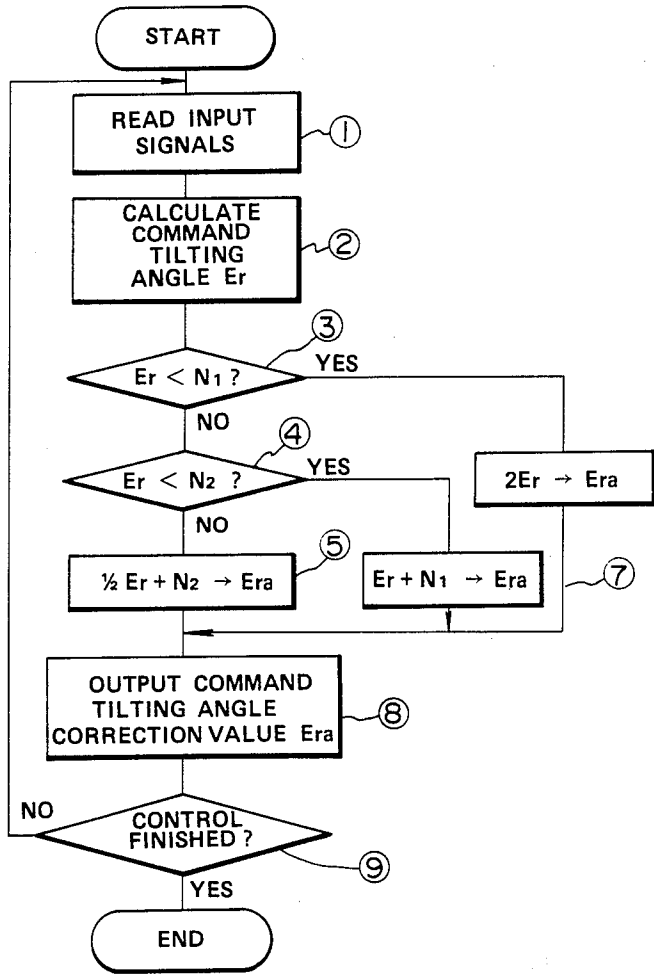 START
READ INPUT
SIGNALS
①
CALCULATE
COMMAND
TILTING
ANGLE Er
②
③
Er < N1 ?
YES
NO
④
Er < N2 ?
YES
NO
2Er → Era
⑤
½ Er + N2 → Era
Er + N1 → Era
⑦
OUTPUT COMMAND
TILTING ANGLE
CORRECTION VALUE Era
⑧
NO
CONTROL
FINISHED ?
⑨
YES
END